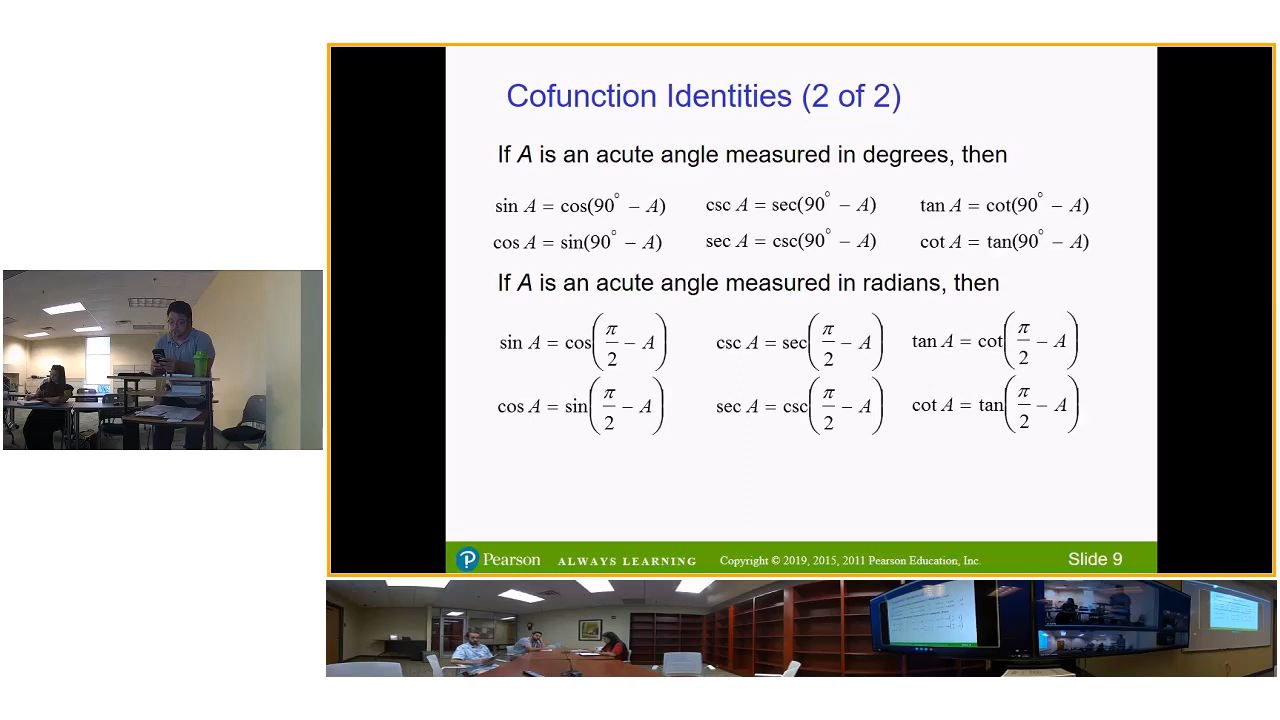 Cofunction Identities (2 of 2)
If A is an acute angle measured in degrees, then
sin A = cos(90° − A) csc A = sec(90° − A) tan A = cot(90° − A)
cos A = sin(90° − A) sec A = csc(90° − A) cot A = tan(90° − A)
If A is an acute angle measured in radians, then
sin A = cos(π/2 − A) csc A = sec(π/2 − A) tan A = cot(π/2 − A)
cos A = sin(π/2 − A) sec A = csc(π/2 − A) cot A = tan(π/2 − A)
P Pearson ALWAYS LEARNING Copyright © 2019, 2015, 2011 Pearson Education, Inc. Slide 9